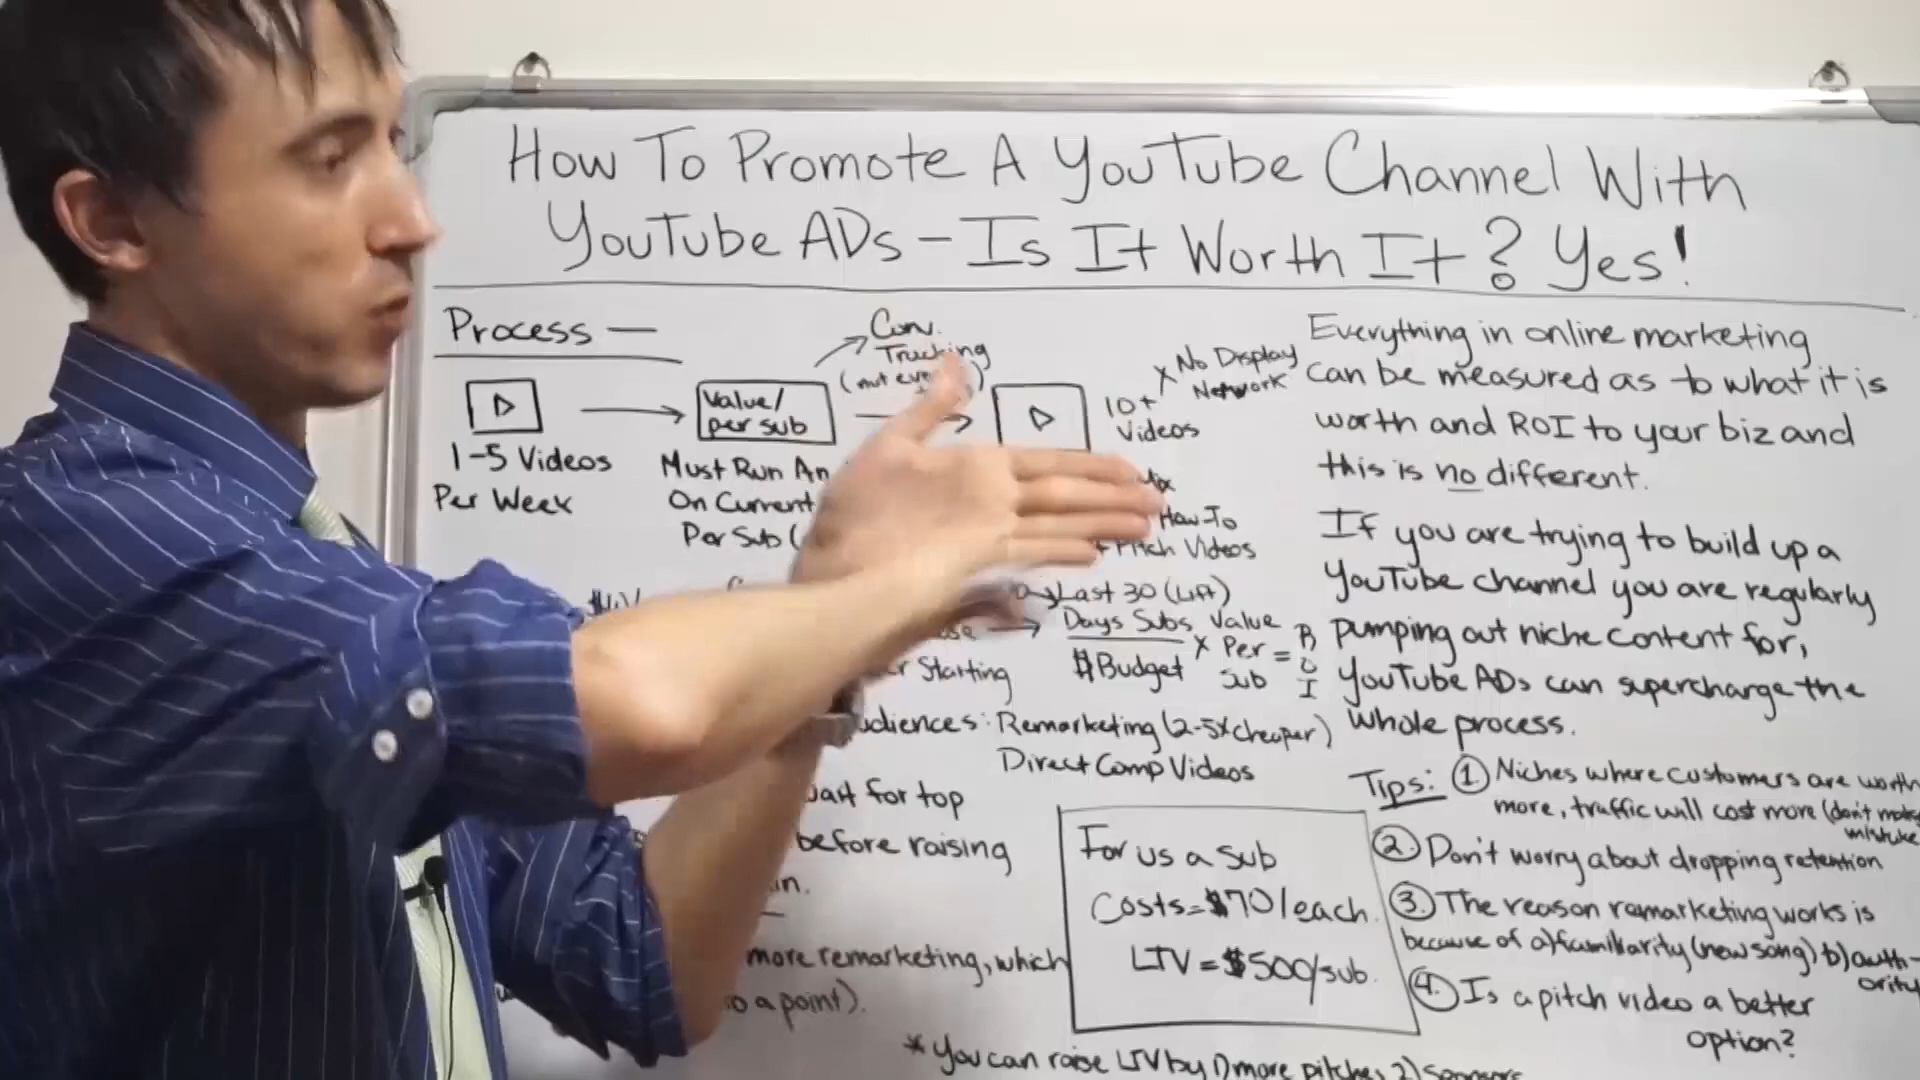 How To Promote A YouTube Channel With
YouTube ADs - Is It Worth It? Yes!
Process —
1-5 Videos
Per Week
Value/
per sub
Must Run An
On Current
Per Sub (
Conv.
Tracking
10+
Videos
x No Display
Network
How-To
Pitch Videos
Last 30 (Lift)
Days Subs
$Budget
x
Value
Per
Sub
=
ROI
Starting
Remarketing (2-5x cheaper)
Direct Comp Videos
for top
before raising
more remarketing, which
a point).
For us a sub
Costs = $70/each.
LTV = $500/sub.
* You can raise LTV by 1) more pitches 2) sponsors
Everything in online marketing
can be measured as to what it is
worth and ROI to your biz and
this is no different.
If you are trying to build up a
YouTube channel you are regularly
pumping out niche content for,
YouTube ADs can supercharge the
whole process.
Tips: 1. Niches where customers are worth
more, traffic will cost more (don't make
mistake
2. Don't worry about dropping retention
3. The reason remarketing works is
because of a) familiarity (new song) b) auth-
ority
4. Is a pitch video a better
option?